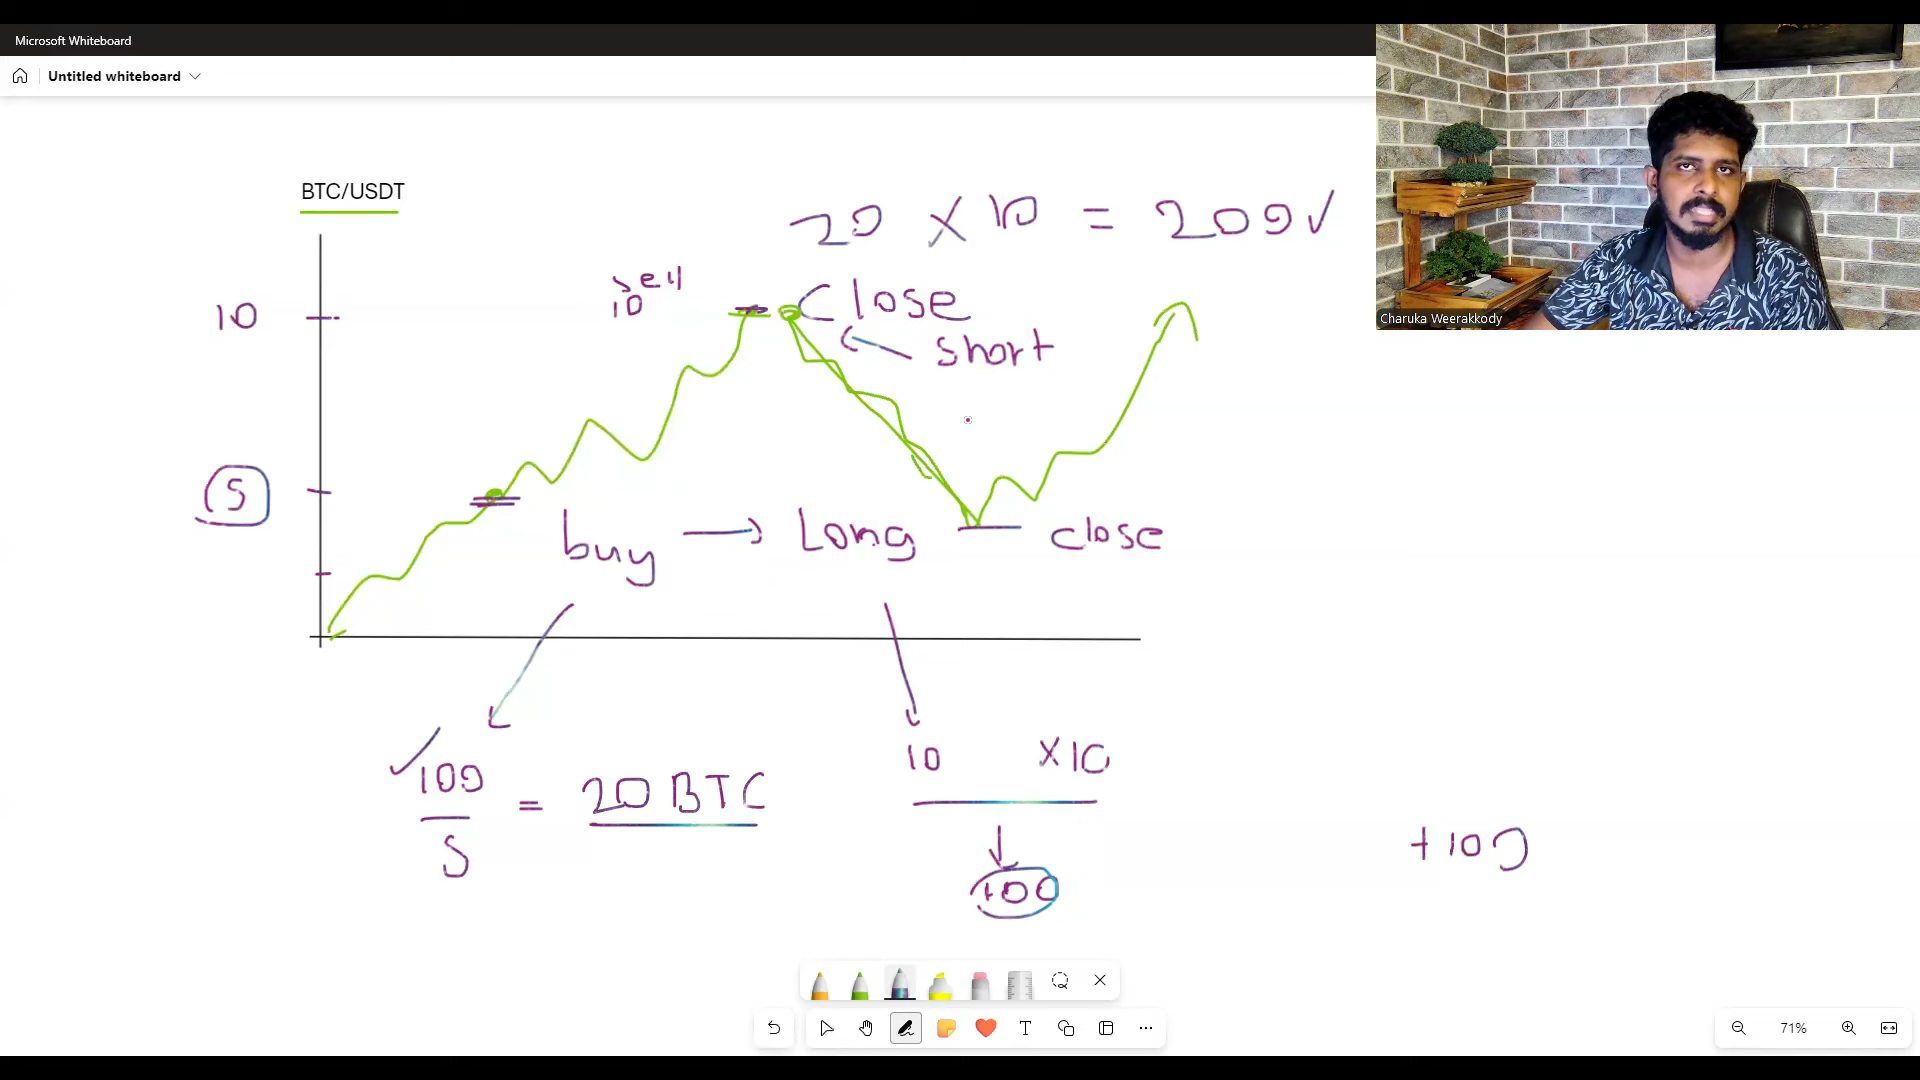 Microsoft Whiteboard
Untitled whiteboard
BTC/USDT
20 X 10 = 200
sell
10
10
Close
short
Charuka Weerakkody
5
buy → Long
close
100
5
= 20 BTC
10 X10
100
+100
71%